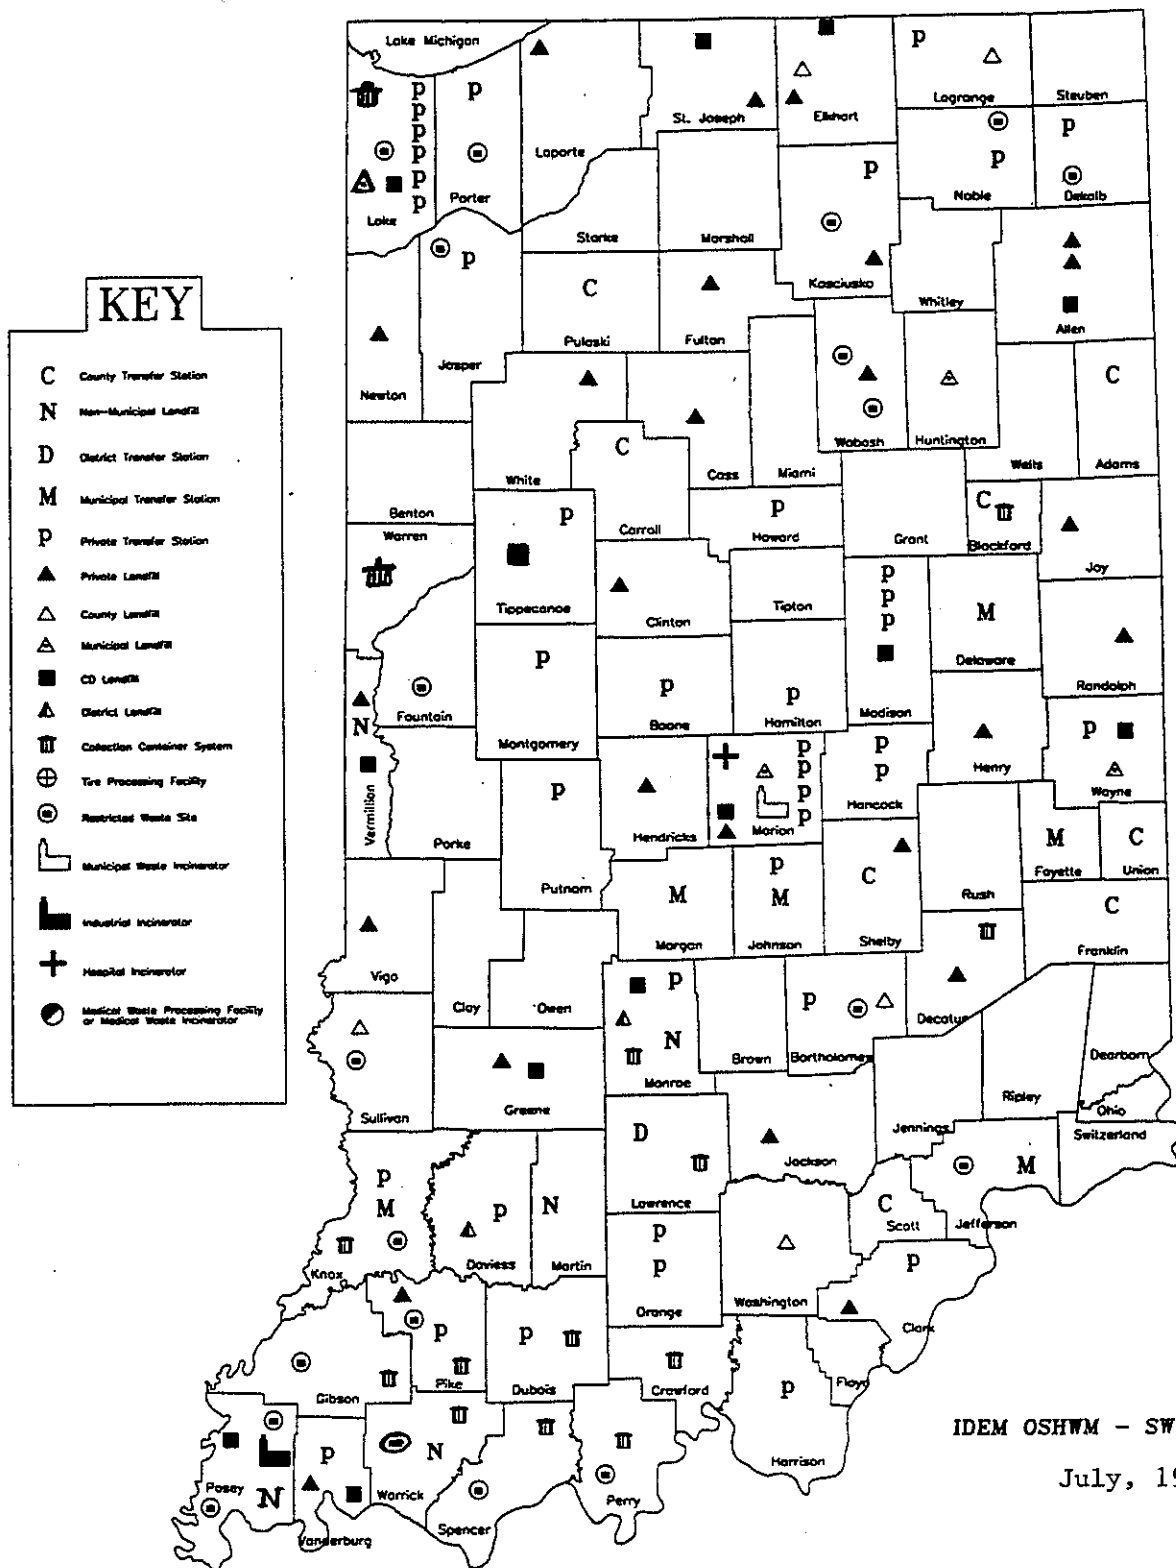 Lake Michigan
P
P
Lagrange
Steuben
St. Joseph
Elkhart
P
P
P
P
P
P
P
Laporte
P
P
Lake
Porter
P
Noble
Dekalb
Starke
Marshall
P
Kosciusko
Whitley
Allen
C
Pulaski
Fulton
Jasper
Newton
C
Wabash
Huntington
Wells
Adams
White
C
Cass
Miami
Benton
Carroll
P
Howard
Grant
C
Blackford
Jay
Warren
P
Tippecanoe
Clinton
Tipton
P
P
P
M
Delaware
Randolph
Fountain
P
Montgomery
P
Boone
P
Hamilton
Madison
N
Vermillion
Parke
P
Putnam
Hendricks
P
P
P
P
Marion
P
P
Hancock
Henry
P
Wayne
M
Fayette
C
Union
M
Morgan
P
M
Johnson
C
Shelby
Rush
C
Franklin
Vigo
Clay
Owen
P
N
Monroe
Brown
P
Bartholomew
Decatur
Dearborn
Sullivan
Greene
Jennings
Ripley
Ohio
Switzerland
D
Lawrence
Jackson
M
Jefferson
P
M
Knox
P
Daviess
N
Martin
P
P
Orange
Washington
C
Scott
P
Clark
Gibson
P
Pike
P
Dubois
Crawford
Floyd
P
Harrison
Posey
N
P
Vanderburg
N
Warrick
Spencer
Perry
KEY
C County Transfer Station
N Non-Municipal Landfill
D District Transfer Station
M Municipal Transfer Station
P Private Transfer Station
Private Landfill
County Landfill
Municipal Landfill
CD Landfill
District Landfill
Collection Container System
Tire Processing Facility
Restricted Waste Site
Municipal Waste Incinerator
Industrial Incinerator
Hospital Incinerator
Medical Waste Processing Facility
or Medical Waste Incinerator
IDEM OSHWM - SW
July, 19